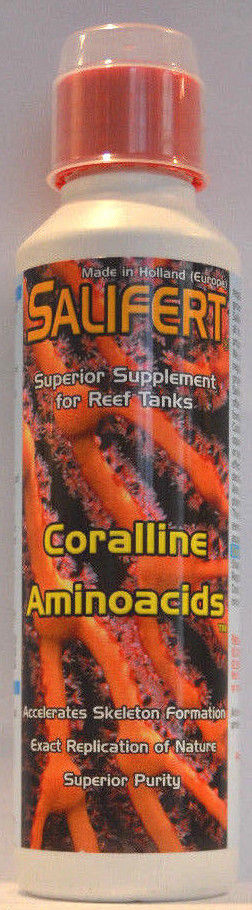 Made in Holland (Europe)
SALIFERT
Superior Supplement
for Reef Tanks
Coralline
Aminoacids™
Accelerates Skeleton Formation
Exact Replication of Nature
Superior Purity